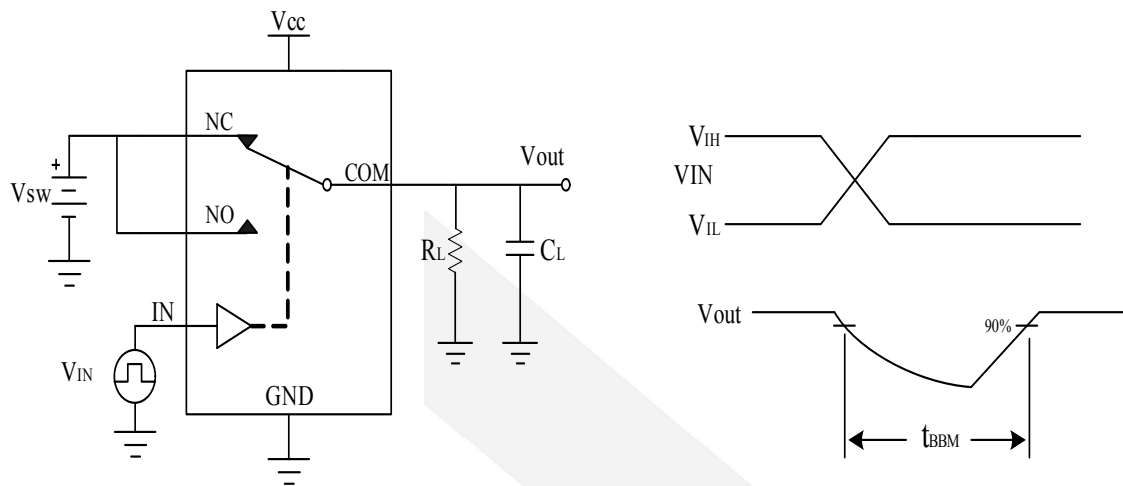 Vcc
NC
Vout
COM
+
Vsw
NO
RL
CL
IN
VIN
GND
VIH
VIN
VIL
Vout
90%
tBBM